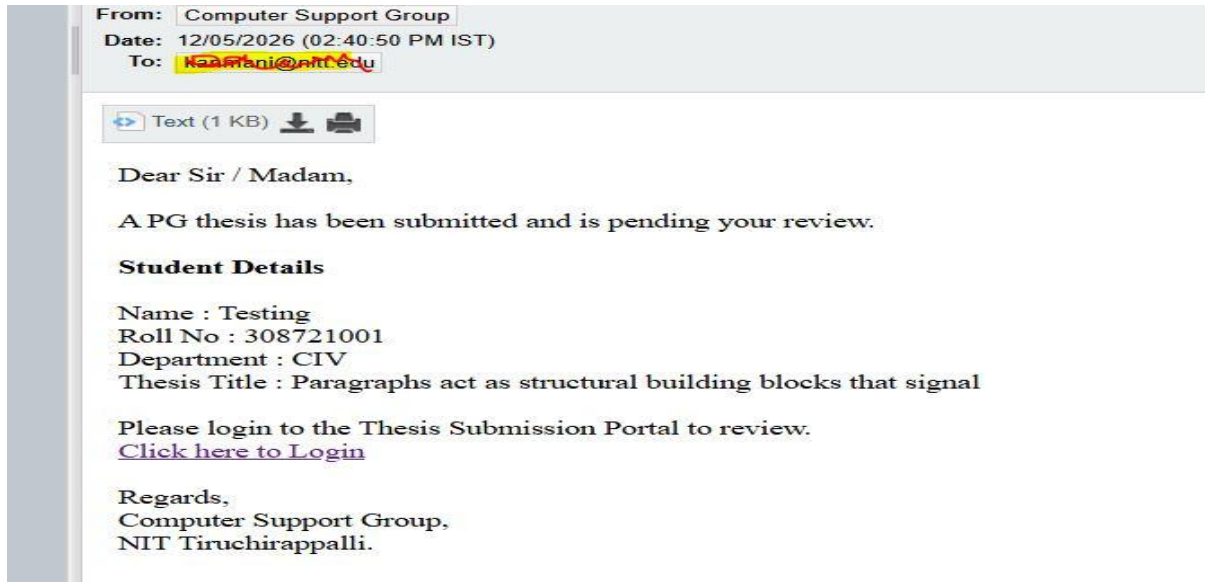 From: Computer Support Group
Date: 12/05/2026 (02:40:50 PM IST)
To:
Text (1 KB)
Dear Sir / Madam,
A PG thesis has been submitted and is pending your review.
Student Details
Name : Testing
Roll No : 308721001
Department : CIV
Thesis Title : Paragraphs act as structural building blocks that signal
Please login to the Thesis Submission Portal to review.
Click here to Login
Regards,
Computer Support Group,
NIT Tiruchirappalli.